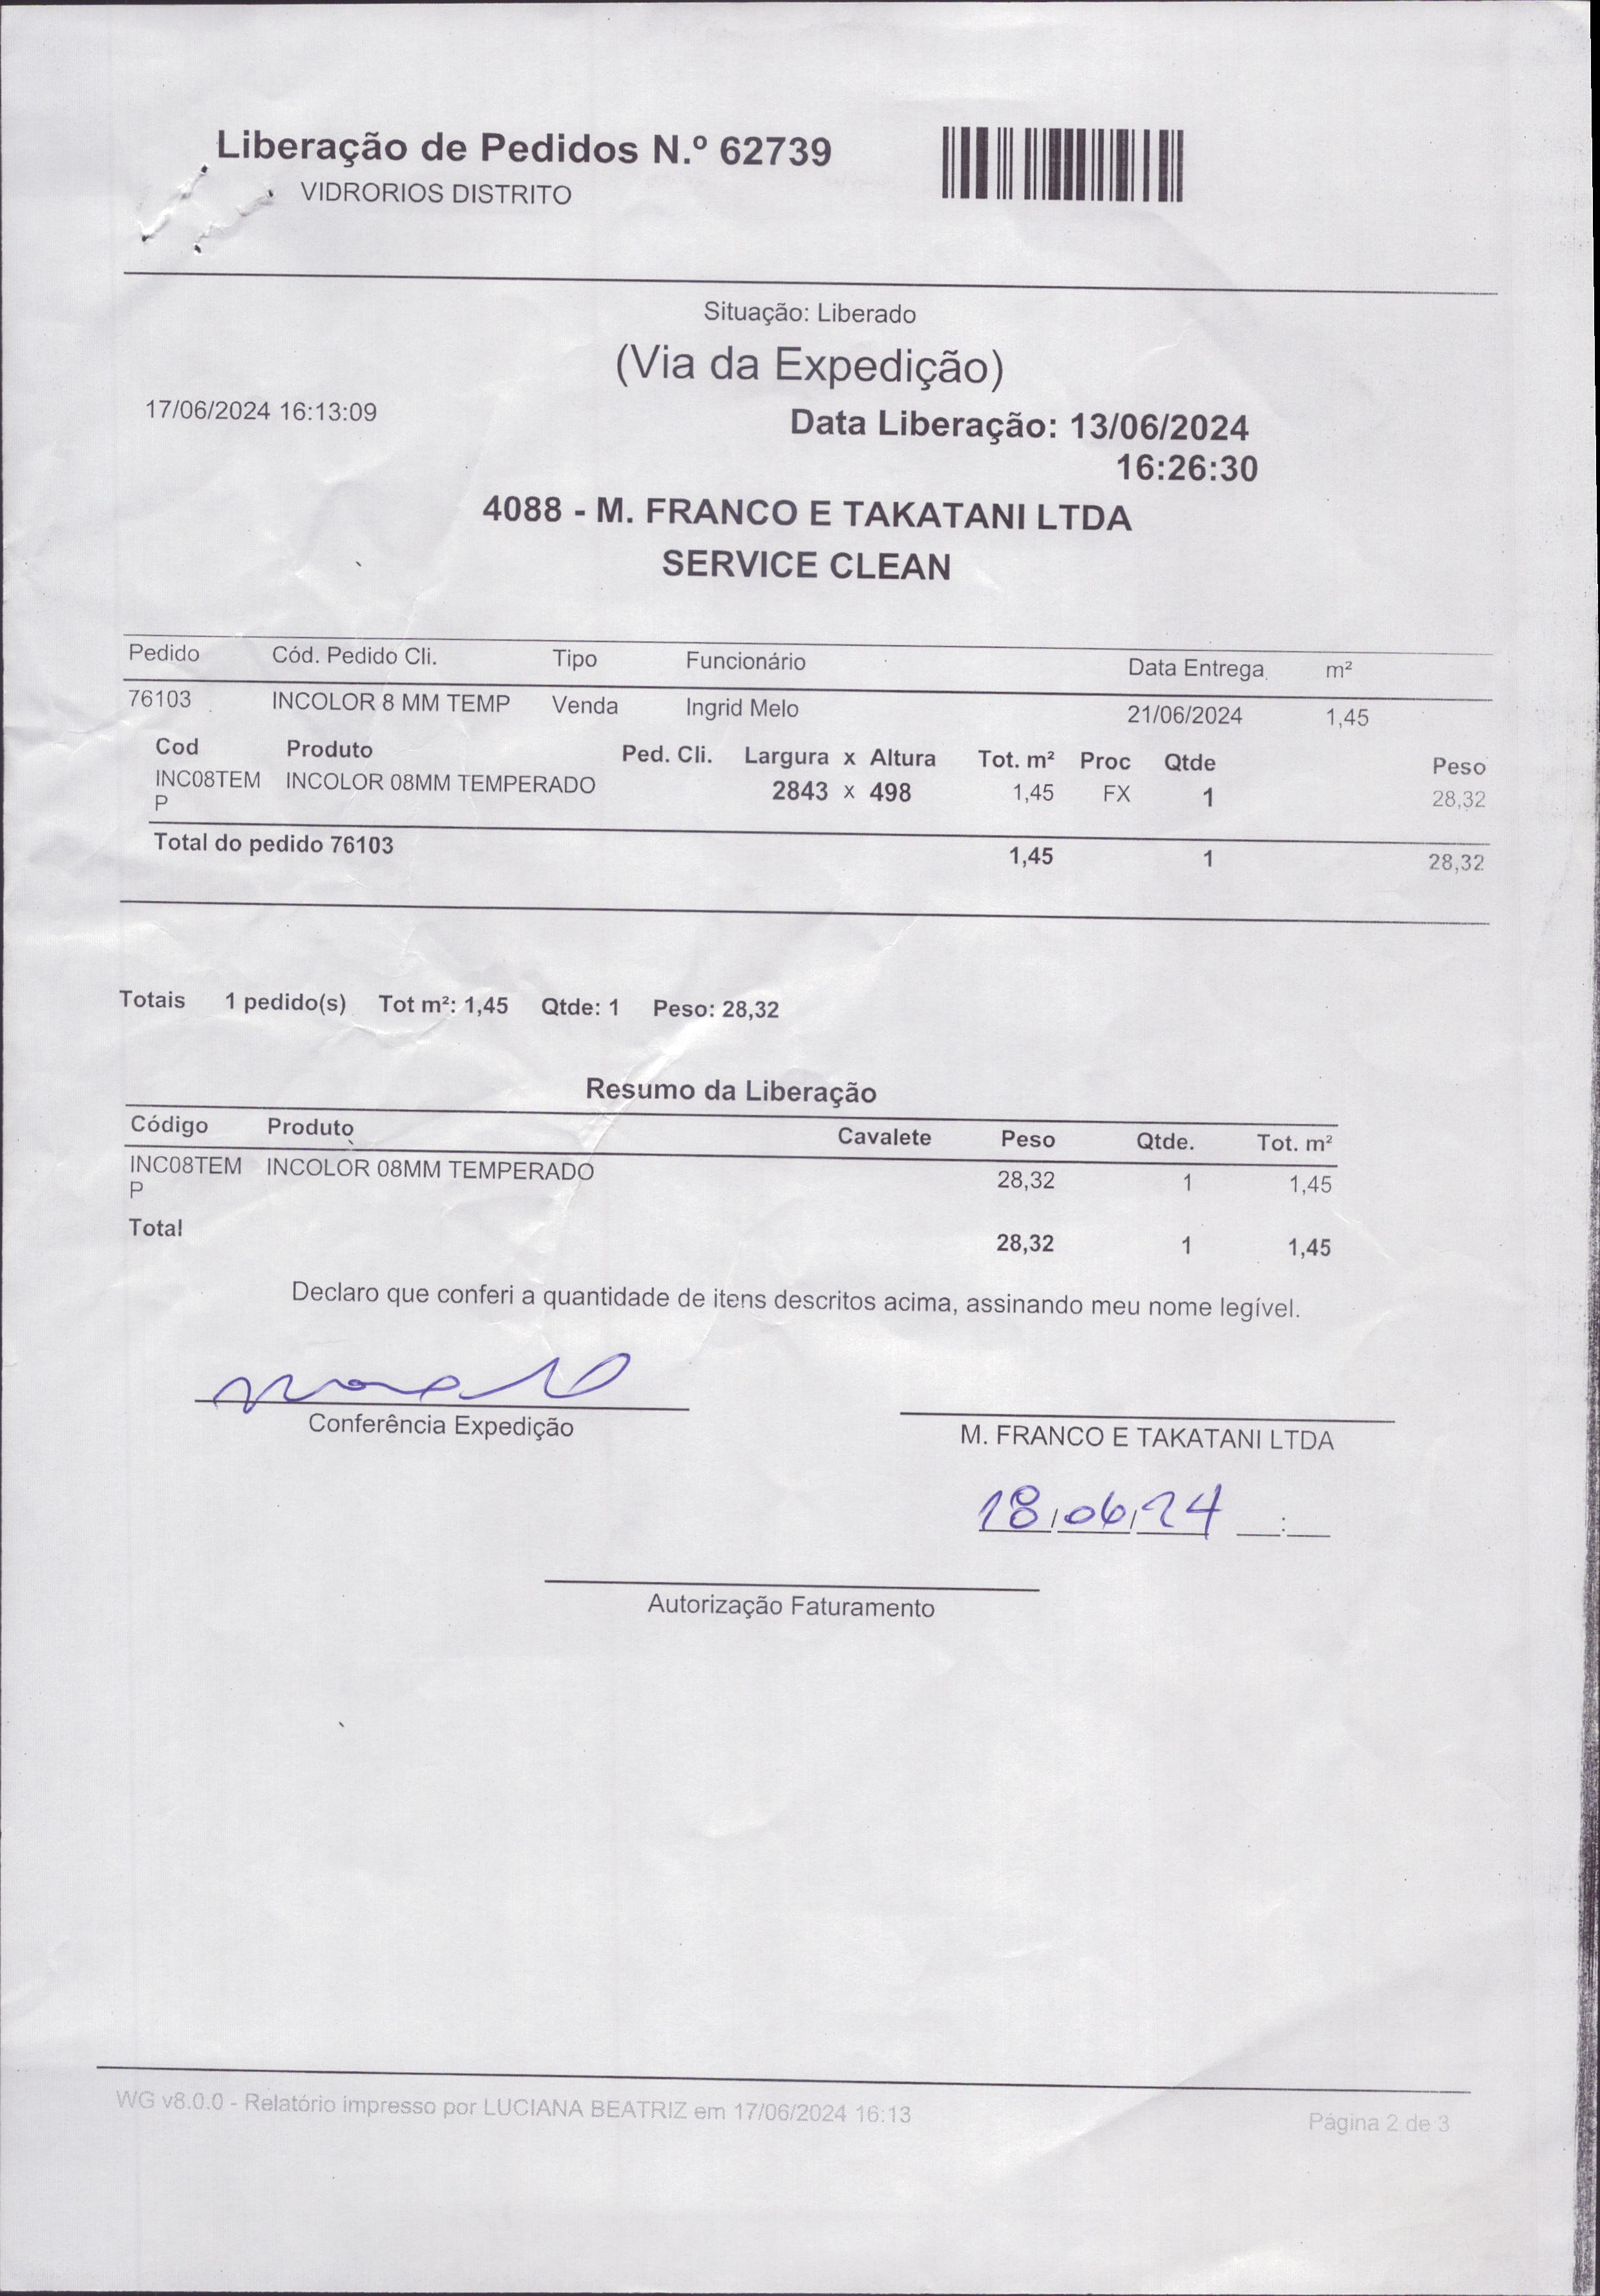 Liberação de Pedidos N.º 62739
VIDRORIOS DISTRITO
Situação: Liberado
(Via da Expedição)
17/06/2024 16:13:09
Data Liberação: 13/06/2024
16:26:30
4088 - M. FRANCO E TAKATANI LTDA
SERVICE CLEAN
Pedido Cód. Pedido Cli. Tipo Funcionário Data Entrega m²
76103 INCOLOR 8 MM TEMP Venda Ingrid Melo 21/06/2024 1,45
Cod Produto Ped. Cli. Largura x Altura Tot. m² Proc Qtde Peso
INC08TEM INCOLOR 08MM TEMPERADO 2843 x 498 1,45 FX 1 28,32
P
Total do pedido 76103 1,45 1 28,32
Totais 1 pedido(s) Tot m²: 1,45 Qtde: 1 Peso: 28,32
Resumo da Liberação
Código Produto Cavalete Peso Qtde. Tot. m²
INC08TEM INCOLOR 08MM TEMPERADO 28,32 1 1,45
P
Total 28,32 1 1,45
Declaro que conferi a quantidade de itens descritos acima, assinando meu nome legível.
Conferência Expedição
M. FRANCO E TAKATANI LTDA
18/06/24 __:__
Autorização Faturamento
WG v8.0.0 - Relatório impresso por LUCIANA BEATRIZ em 17/06/2024 16:13
Página 2 de 3